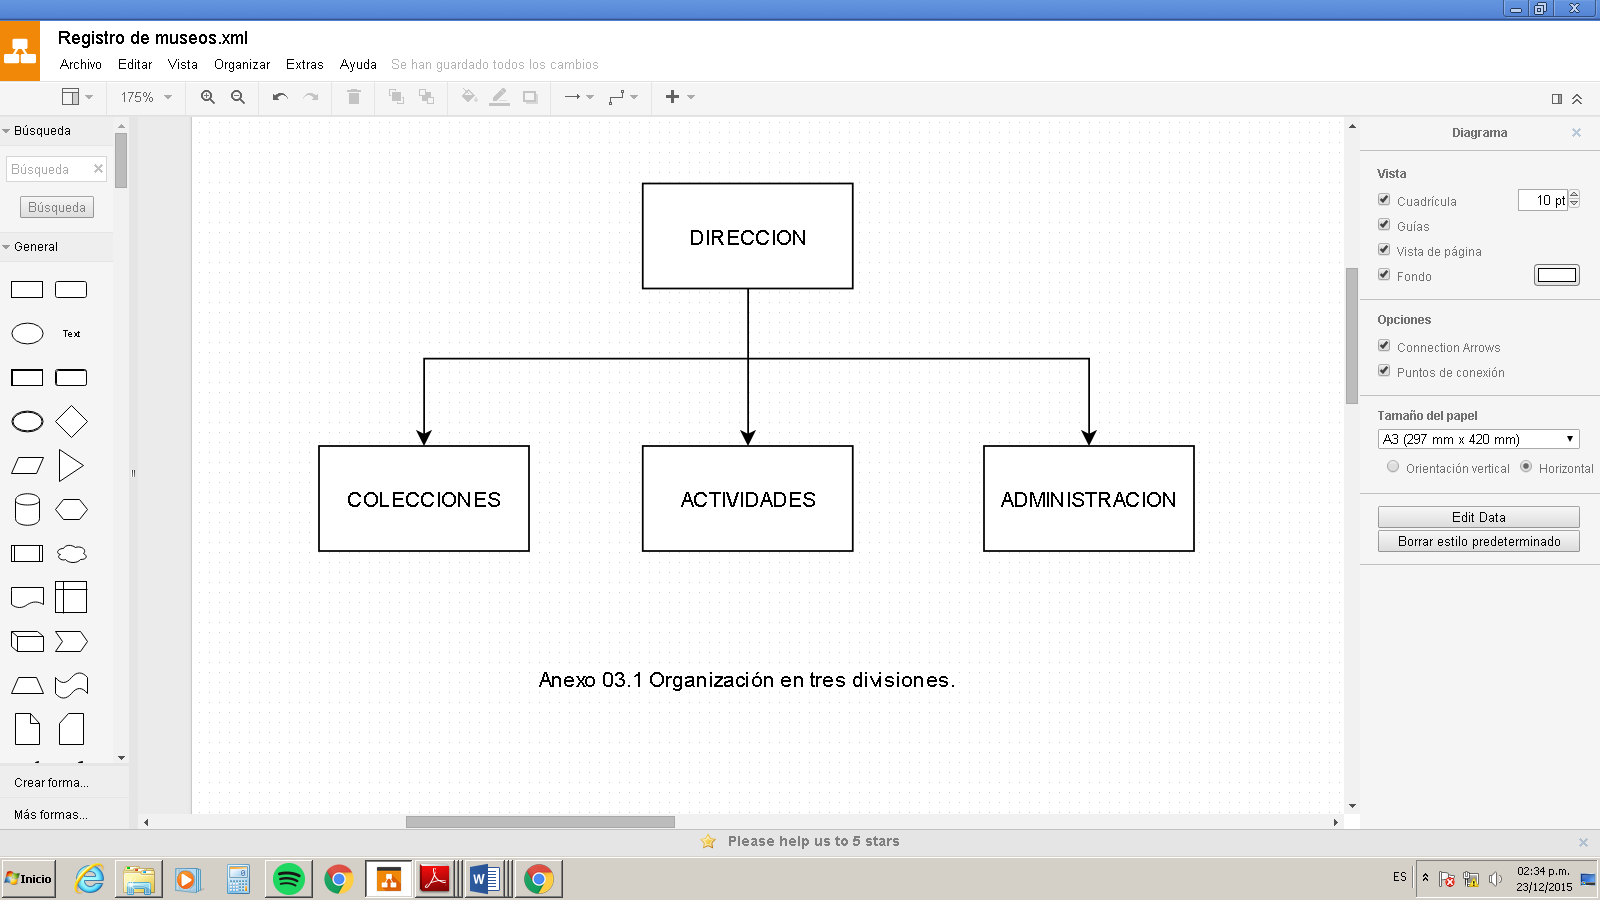 Registro de museos.xml
Archivo Editar Vista Organizar Extras Ayuda Se han guardado todos los cambios
175%
Búsqueda
Búsqueda
Búsqueda
General
Text
Crear forma...
Más formas...
DIRECCION
COLECCIONES ACTIVIDADES ADMINISTRACION
Anexo 03.1 Organización en tres divisiones.
Diagrama
Vista
Cuadrícula 10 pt
Guías
Vista de página
Fondo
Opciones
Connection Arrows
Puntos de conexión
Tamaño del papel
A3 (297 mm x 420 mm)
Orientación vertical Horizontal
Edit Data
Borrar estilo predeterminado
Please help us to 5 stars
Inicio
ES
02:34 p.m.
23/12/2015